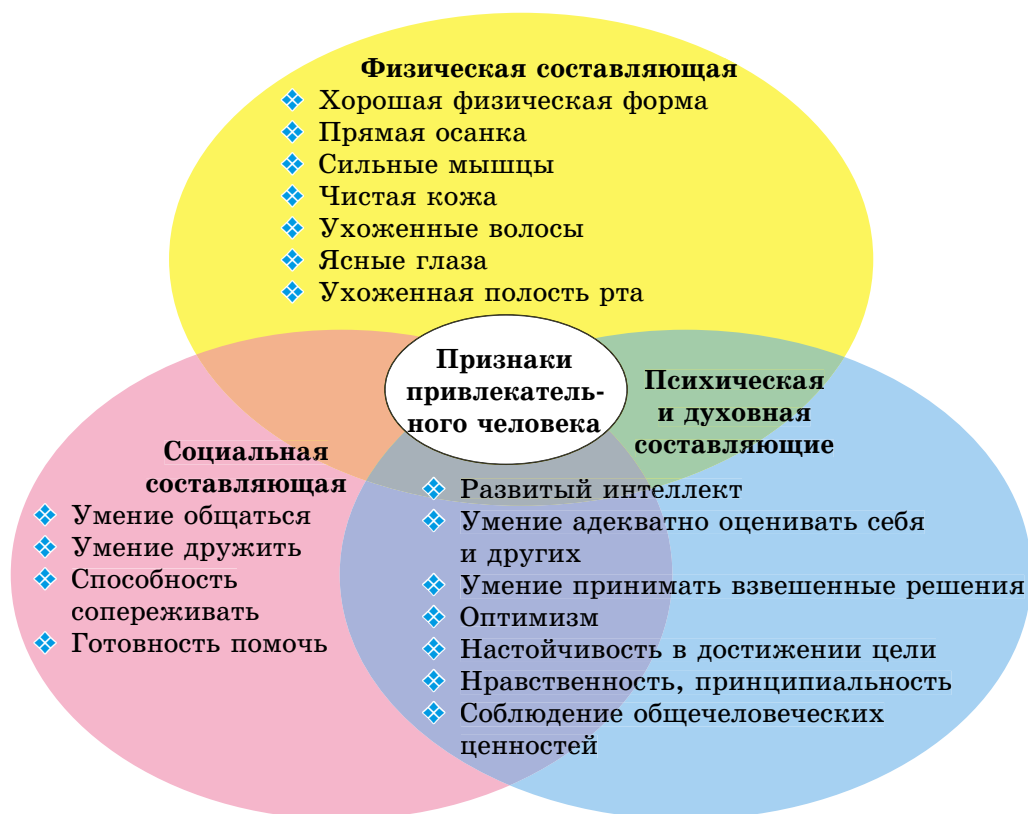 Физическая составляющая
❖ Хорошая физическая форма
❖ Прямая осанка
❖ Сильные мышцы
❖ Чистая кожа
❖ Ухоженные волосы
❖ Ясные глаза
❖ Ухоженная полость рта
Признаки
привлекатель-
ного человека
Социальная
составляющая
❖ Умение общаться
❖ Умение дружить
❖ Способность
сопереживать
❖ Готовность помочь
Психическая
и духовная
составляющие
❖ Развитый интеллект
❖ Умение адекватно оценивать себя
и других
❖ Умение принимать взвешенные решения
❖ Оптимизм
❖ Настойчивость в достижении цели
❖ Нравственность, принципиальность
❖ Соблюдение общечеловеческих
ценностей